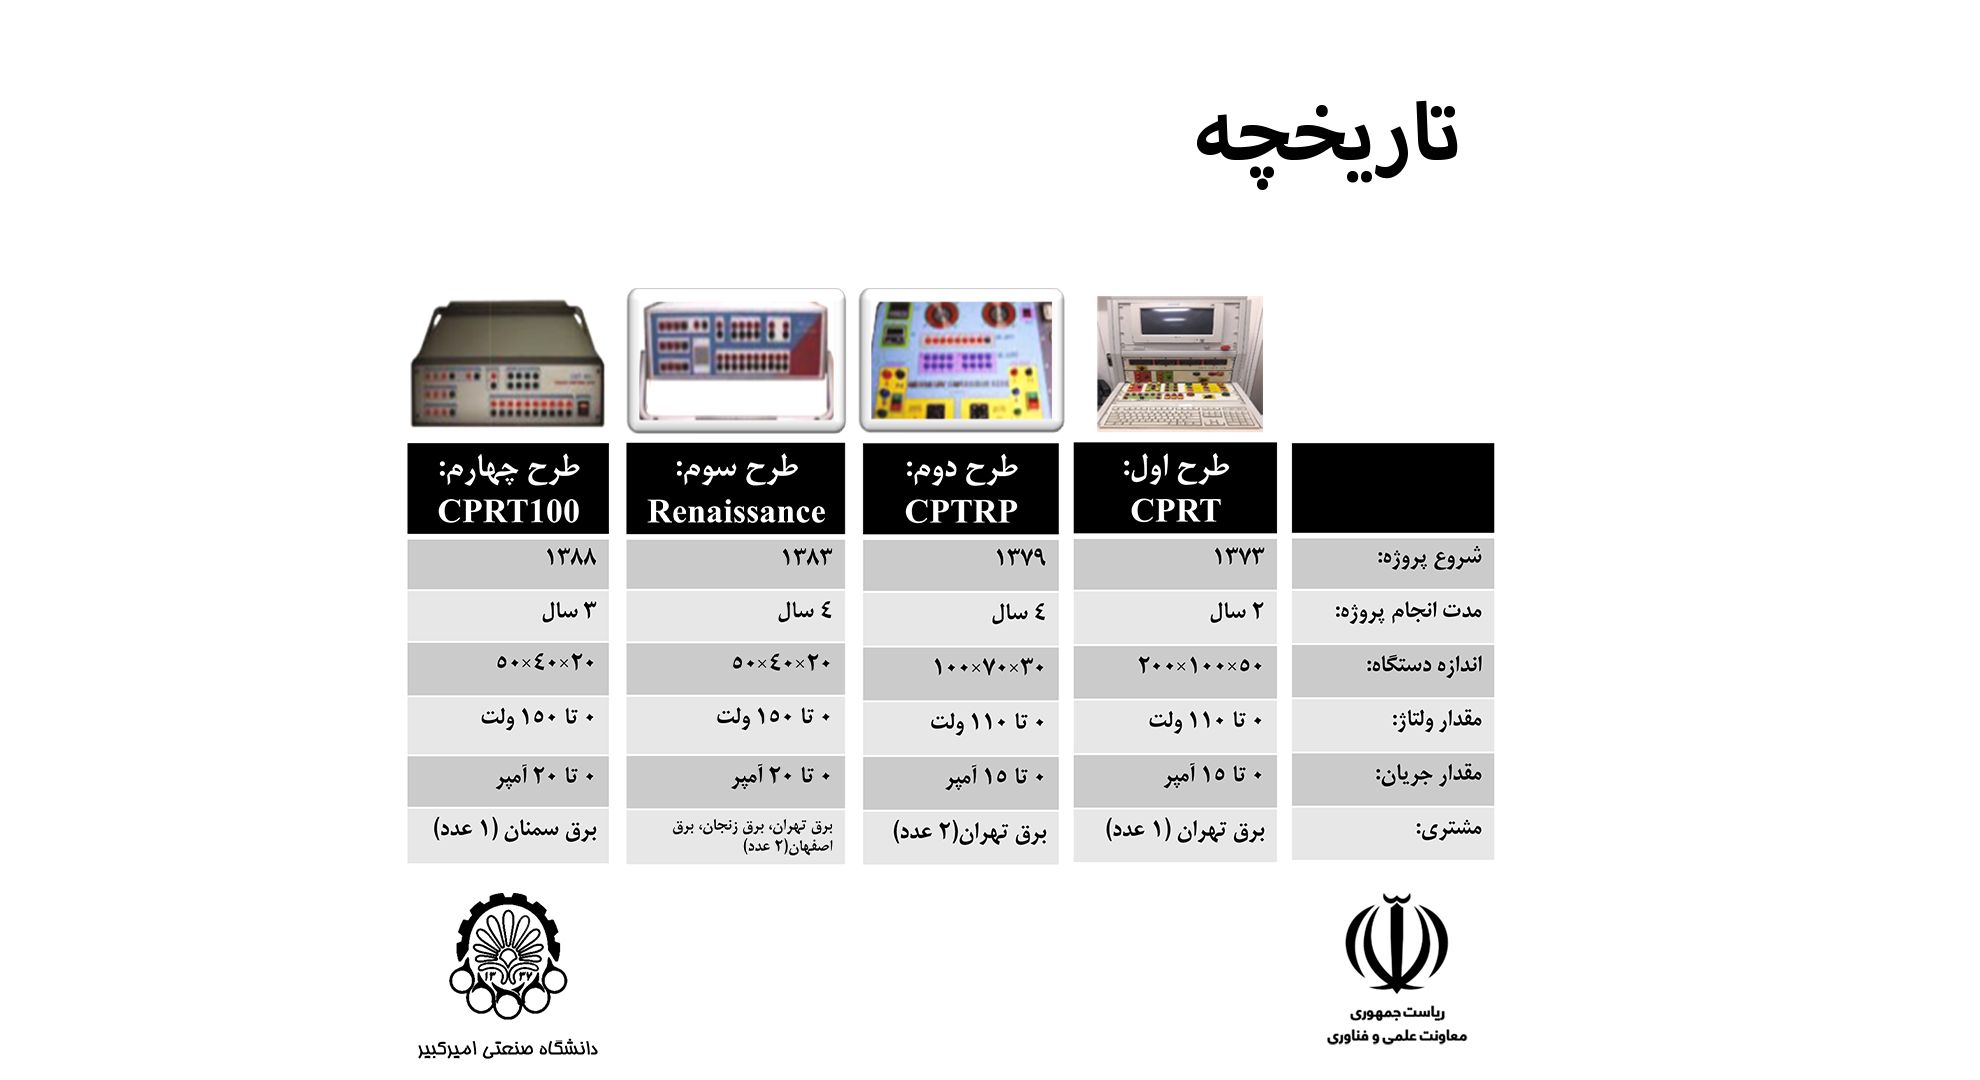 تاریخچه
طرح اول:
CPRT
طرح دوم:
CPTRP
طرح سوم:
Renaissance
طرح چهارم:
CPRT100
شروع پروژه: ۱۳۷۳ ۱۳۷۹ ۱۳۸۳ ۱۳۸۸
مدت انجام پروژه: ۲ سال ٤ سال ٤ سال ۳ سال
اندازه دستگاه: ۲۰۰×۱۰۰×۵۰ ۱۰۰×۷۰×۳۰ ۵۰×٤۰×۲۰ ۵۰×٤۰×۲۰
مقدار ولتاژ: ۰ تا ۱۱۰ ولت ۰ تا ۱۱۰ ولت ۰ تا ۱۵۰ ولت ۰ تا ۱۵۰ ولت
مقدار جریان: ۰ تا ۱۵ آمپر ۰ تا ۱۵ آمپر ۰ تا ۲۰ آمپر ۰ تا ۲۰ آمپر
مشتری: برق تهران (۱ عدد) برق تهران(۲ عدد) برق تهران، برق زنجان، برق
اصفهان(۲ عدد)
برق سمنان (۱ عدد)
ریاست جمهوری
معاونت علمی و فناوری
۱۳ ۳۷
دانشگاه صنعتی امیرکبیر